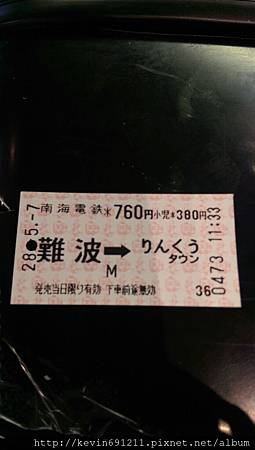 南海電鉄 ※760円 小児※380円
難波➡りんくうタウン
M
発売当日限り有効 下車前途無効
36
28.●5.-7
0473 11:33
http://kevin691211.pixnet.net/album